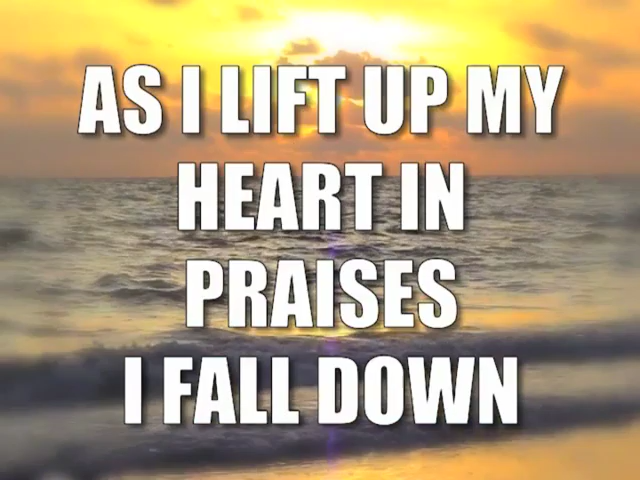 AS I LIFT UP MY
HEART IN
PRAISES
I FALL DOWN